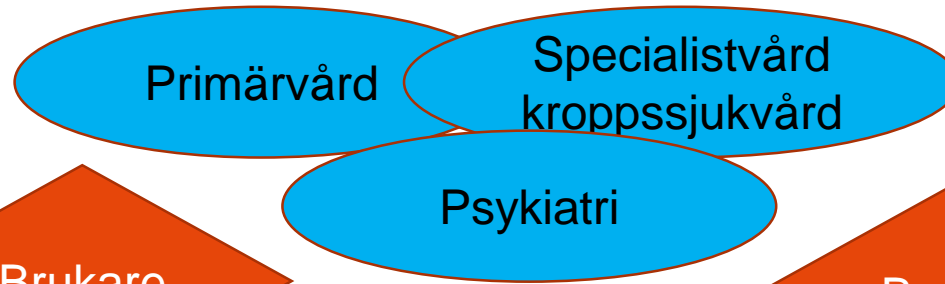 Primärvård
Specialistvård
kroppssjukvård
Psykiatri
Brukare